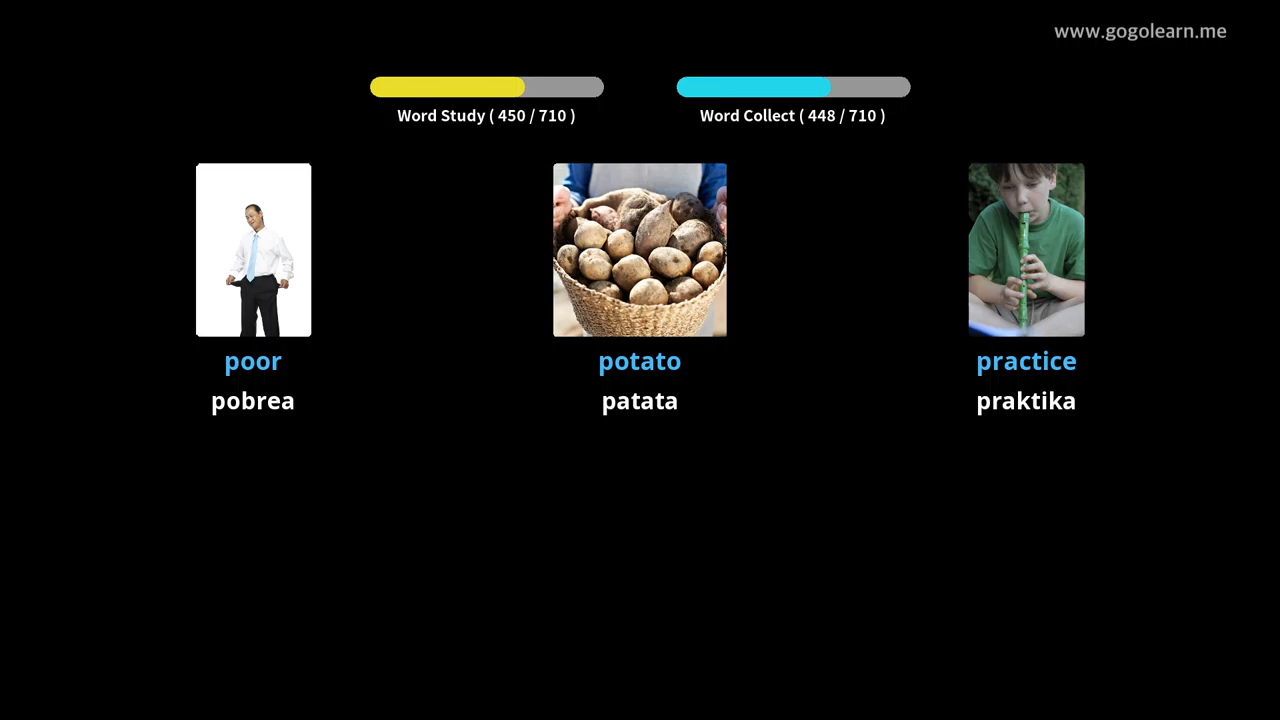 www.gogolearn.me
Word Study ( 450 / 710 )
Word Collect ( 448 / 710 )
poor
potato
practice
pobrea
patata
praktika